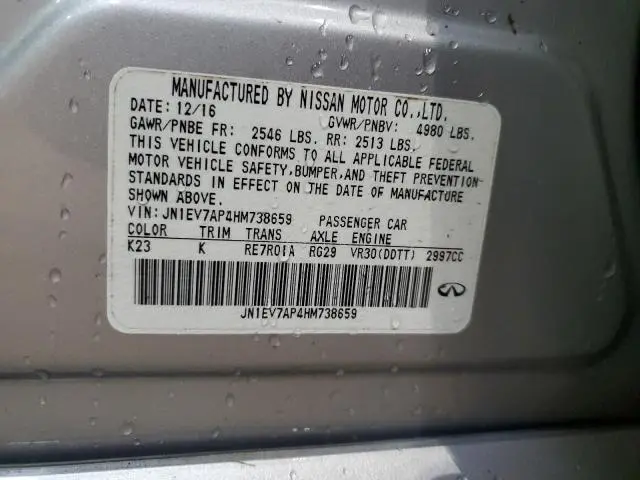 MANUFACTURED BY NISSAN MOTOR CO.,LTD.
DATE: 12/16 GVWR/PNBV: 4980 LBS.
GAWR/PNBE FR: 2546 LBS. RR: 2513 LBS.
THIS VEHICLE CONFORMS TO ALL APPLICABLE FEDERAL
MOTOR VEHICLE SAFETY,BUMPER,AND THEFT PREVENTION
STANDARDS IN EFFECT ON THE DATE OF MANUFACTURE
SHOWN ABOVE.
VIN: JN1EV7AP4HM738659 PASSENGER CAR
COLOR TRIM TRANS AXLE ENGINE
K23 K RE7R01A RG29 VR30(DDTT) 2997CC
JN1EV7AP4HM738659